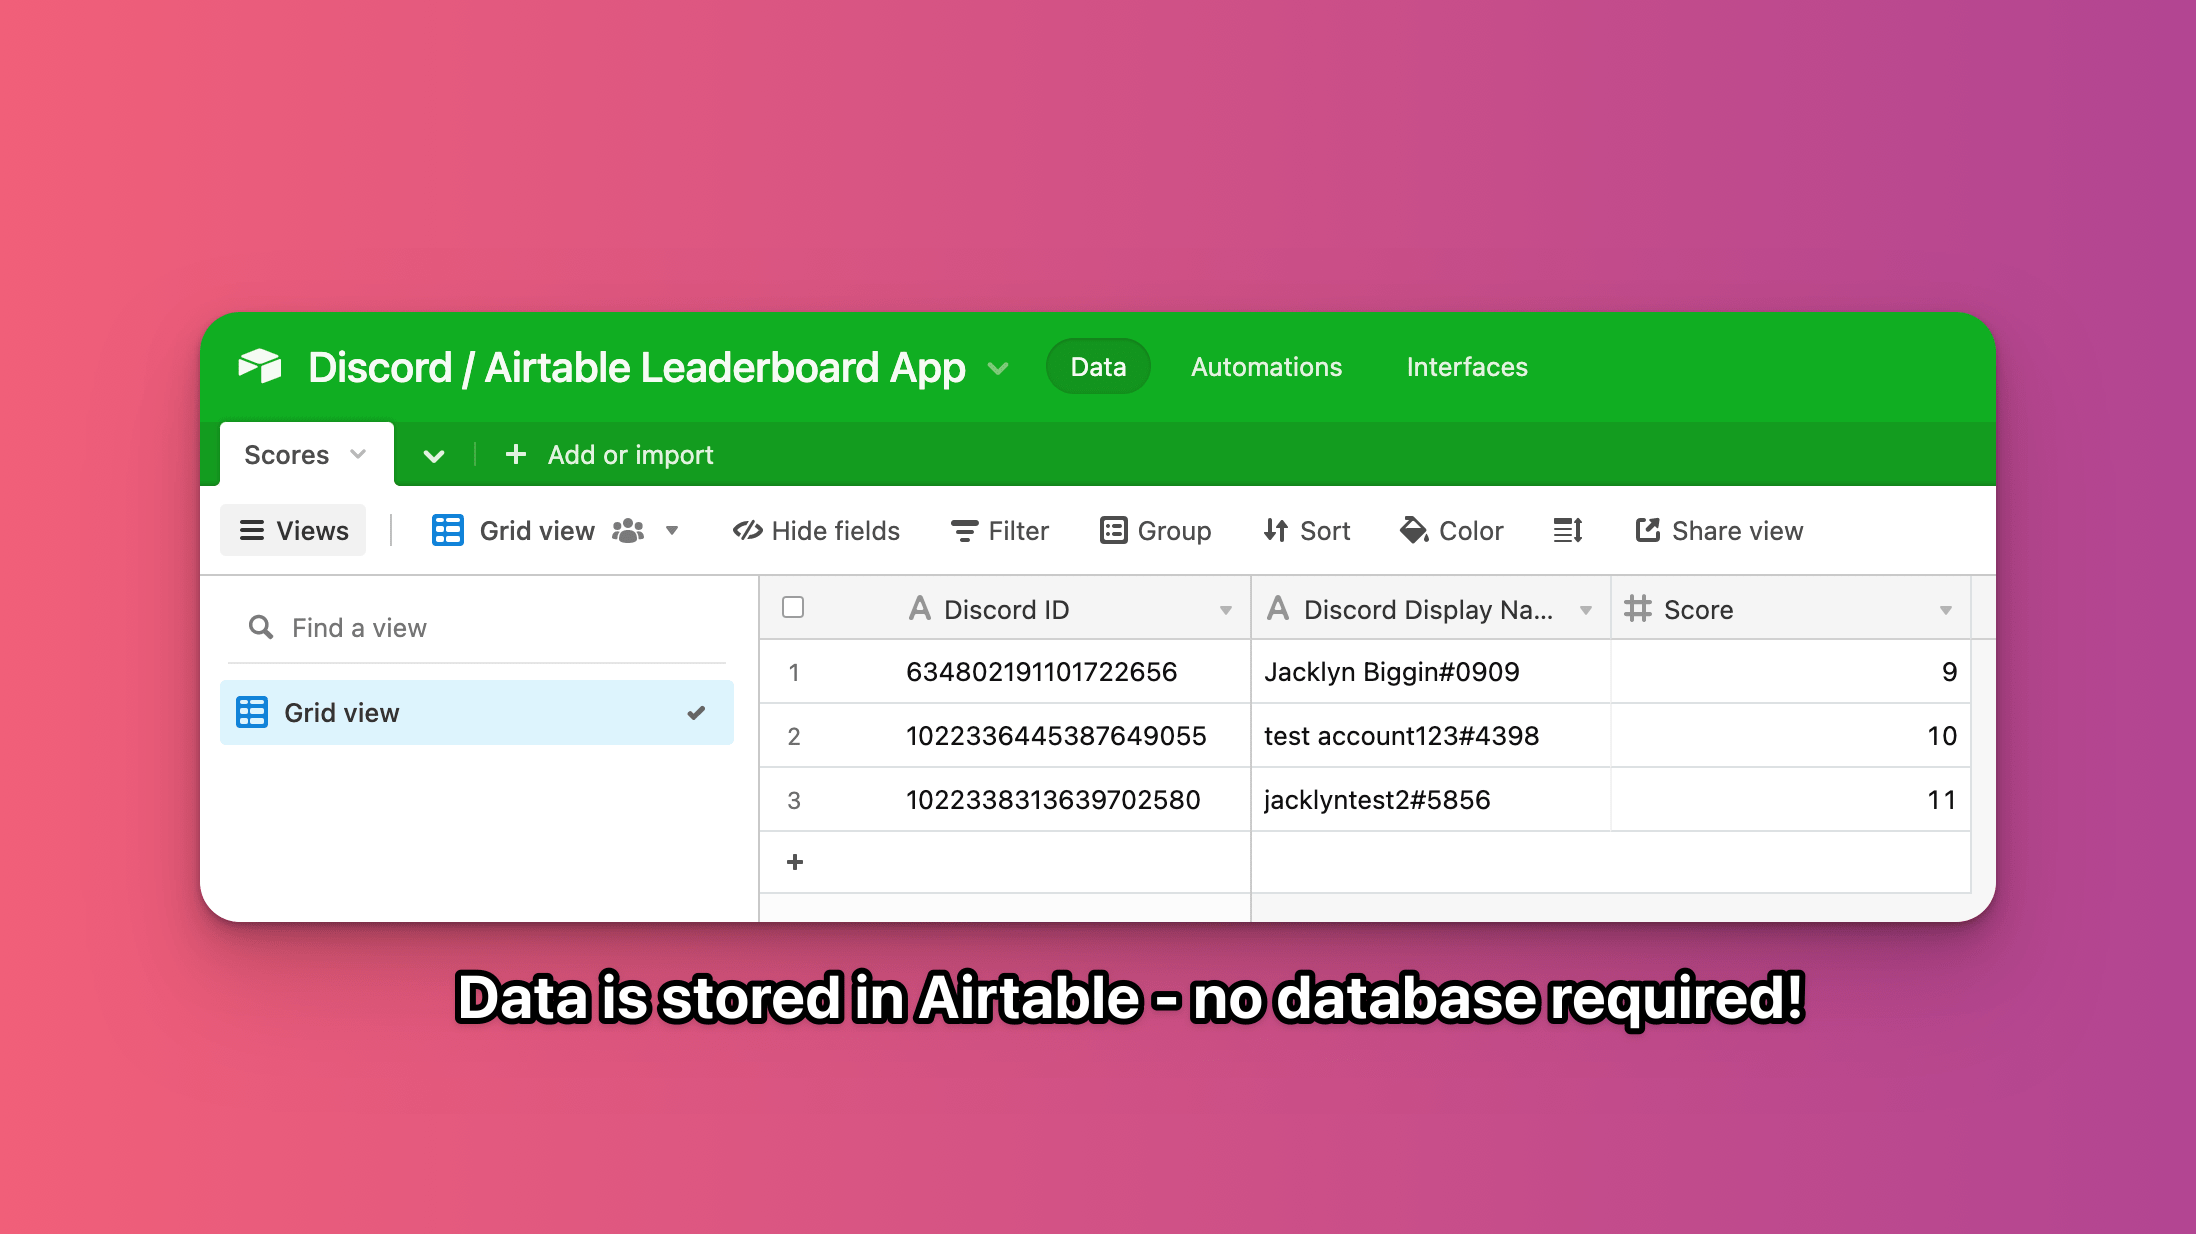 Discord / Airtable Leaderboard App Data Automations Interfaces
Scores + Add or import
Views Grid view Hide fields Filter Group Sort Color Share view
Find a view
Grid view
Discord ID Discord Display Na... Score
1 634802191101722656 Jacklyn Biggin#0909 9
2 1022336445387649055 test account123#4398 10
3 1022338313639702580 jacklyntest2#5856 11
+
Data is stored in Airtable - no database required!